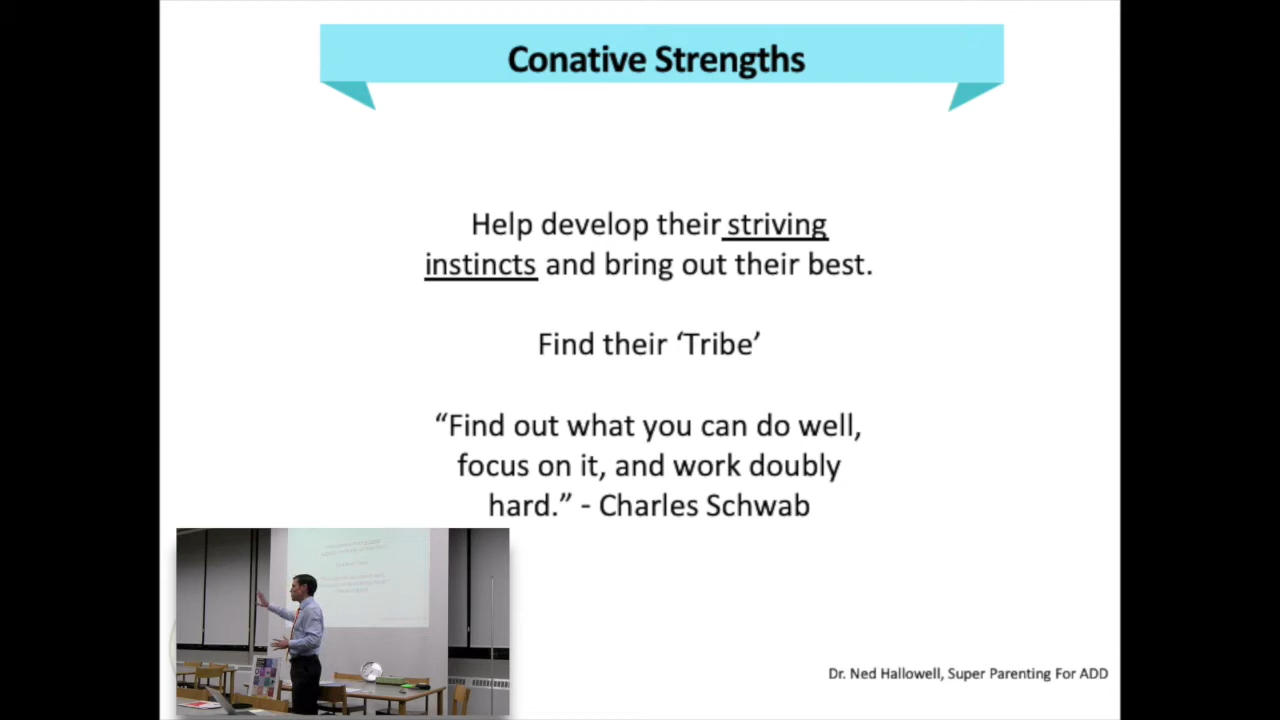 Conative Strengths
Help develop their striving
instincts and bring out their best.
Find their ‘Tribe’
“Find out what you can do well,
focus on it, and work doubly
hard.” - Charles Schwab
Dr. Ned Hallowell, Super Parenting For ADD